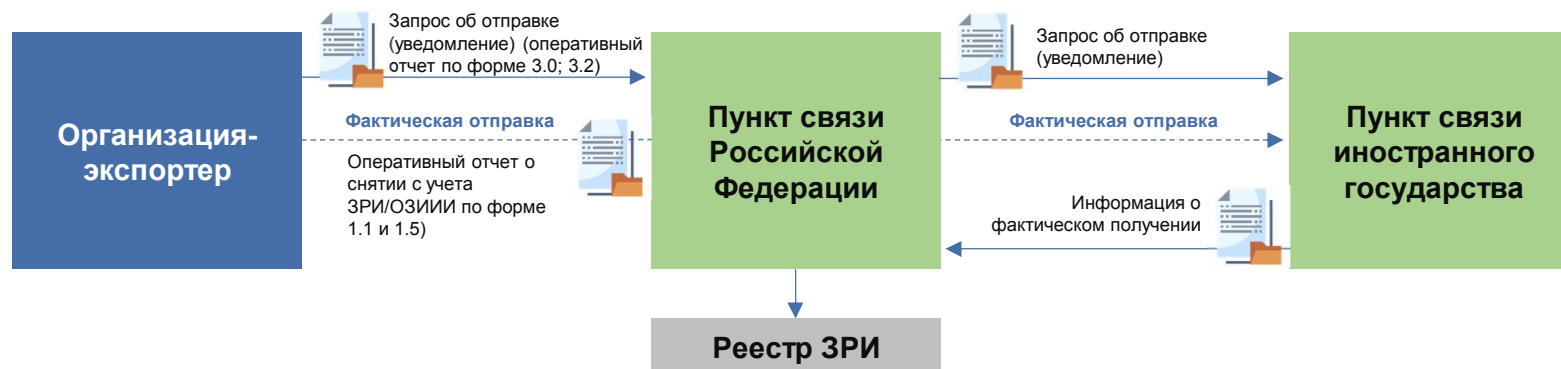 Организация-
экспортер
Запрос об отправке
(уведомление) (оперативный
отчет по форме 3.0; 3.2)
Фактическая отправка
Оперативный отчет о
снятии с учета
ЗРИ/ОЗИИИ по форме
1.1 и 1.5)
Пункт связи
Российской
Федерации
Запрос об отправке
(уведомление)
Фактическая отправка
Информация о
фактическом получении
Пункт связи
иностранного
государства
Реестр ЗРИ